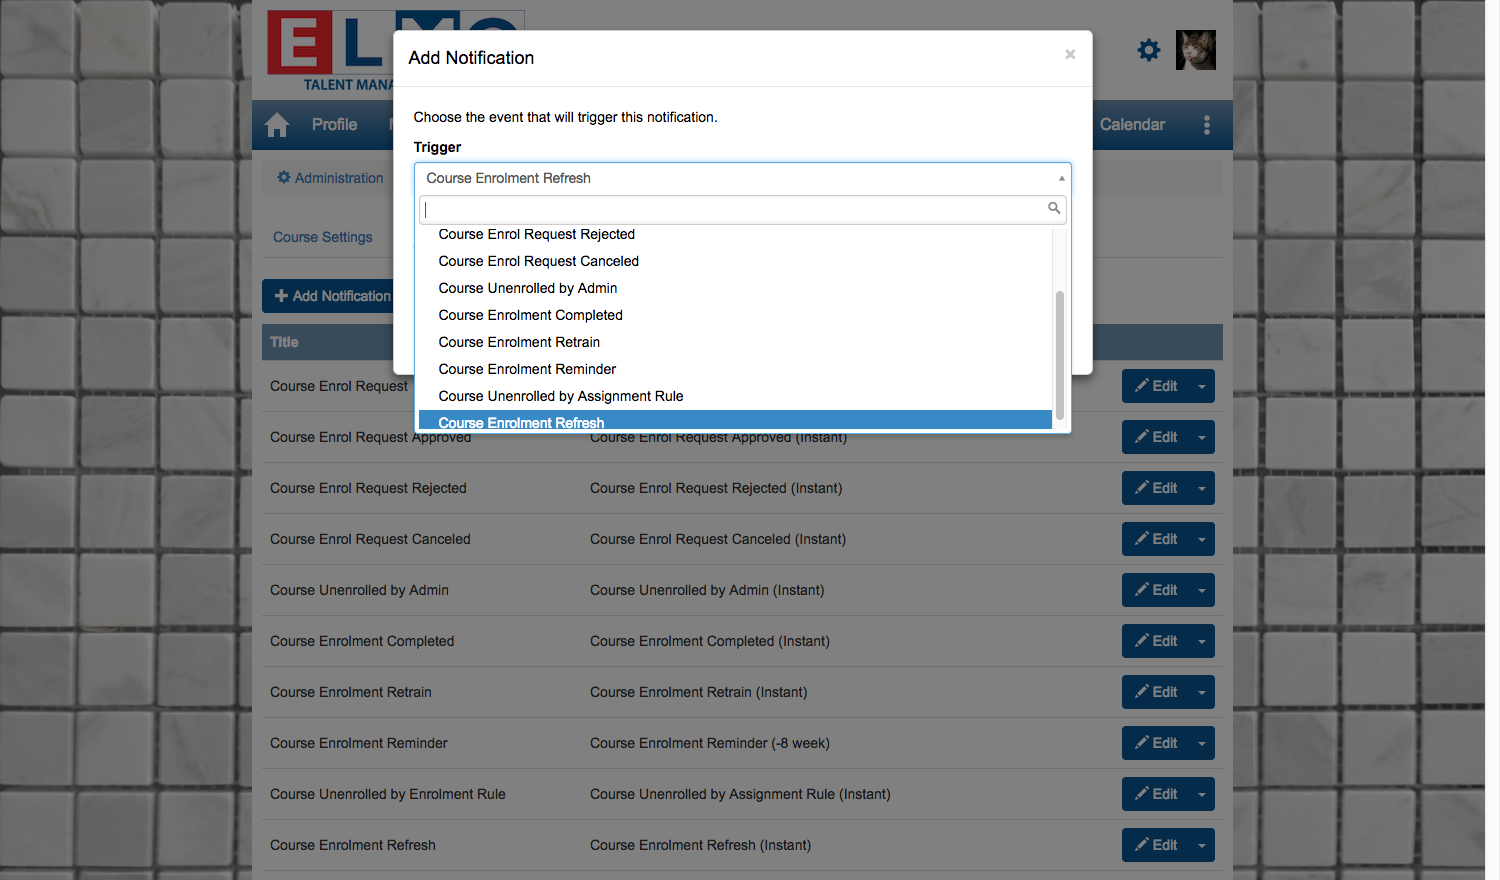 TALENT MANA
Add Notification
×
Choose the event that will trigger this notification.
Trigger
Course Enrolment Refresh
Course Enrol Request Rejected
Course Enrol Request Canceled
Course Unenrolled by Admin
Course Enrolment Completed
Course Enrolment Retrain
Course Enrolment Reminder
Course Unenrolled by Assignment Rule
Course Enrolment Refresh
Profile
Calendar
Administration
Course Settings
Add Notification
Title
Course Enrol Request
Edit
Course Enrol Request Approved Course Enrol Request Approved (Instant) Edit
Course Enrol Request Rejected Course Enrol Request Rejected (Instant) Edit
Course Enrol Request Canceled Course Enrol Request Canceled (Instant) Edit
Course Unenrolled by Admin Course Unenrolled by Admin (Instant) Edit
Course Enrolment Completed Course Enrolment Completed (Instant) Edit
Course Enrolment Retrain Course Enrolment Retrain (Instant) Edit
Course Enrolment Reminder Course Enrolment Reminder (-8 week) Edit
Course Unenrolled by Enrolment Rule Course Unenrolled by Assignment Rule (Instant) Edit
Course Enrolment Refresh Course Enrolment Refresh (Instant) Edit